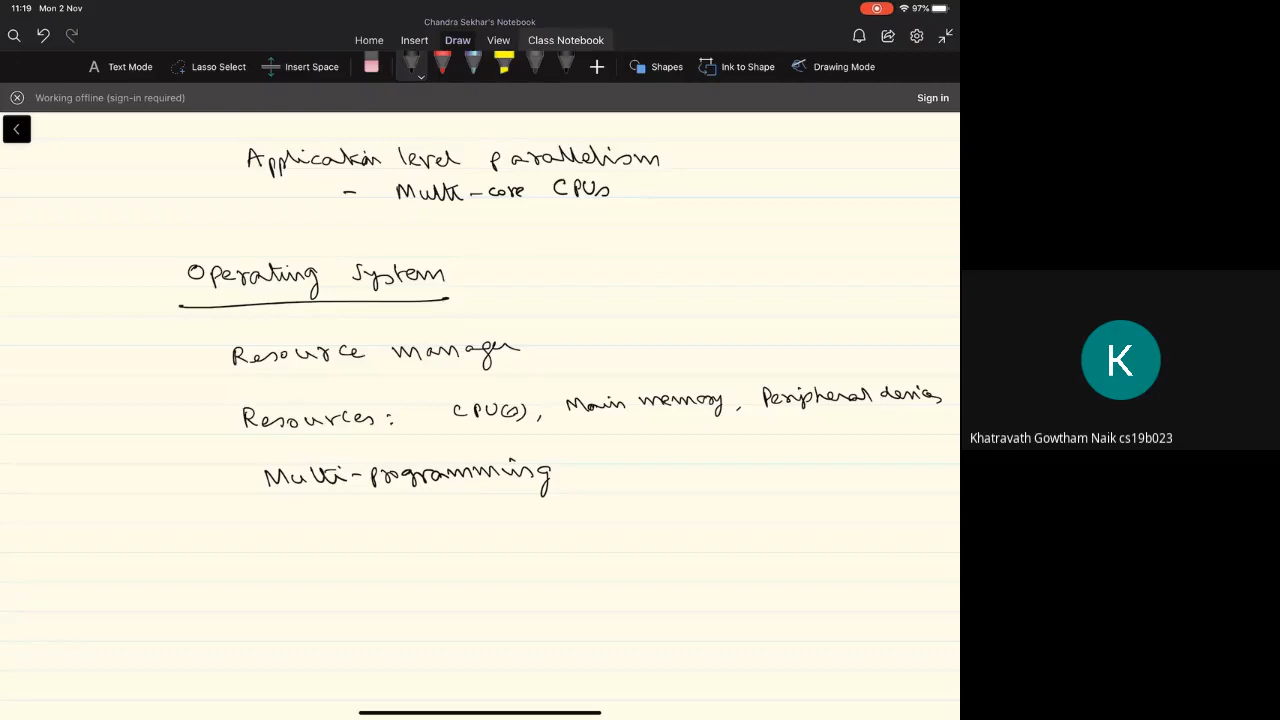 11:19 Mon 2 Nov
97%
Chandra Sekhar's Notebook
Home Insert Draw View Class Notebook
Text Mode Lasso Select Insert Space Shapes Ink to Shape Drawing Mode
Working offline (sign-in required) Sign in
Application level parallelism
- Multi-core CPUs
Operating System
Resource manager
Resources: CPU(s), Main memory, Peripheral devices
Multi-programming
K
Khatravath Gowtham Naik cs19b023